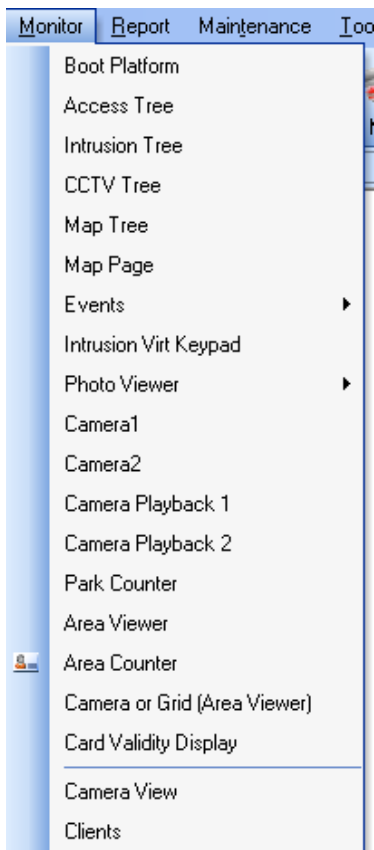 Monitor Report Maintenance Too
Boot Platform
Access Tree
Intrusion Tree
CCTV Tree
Map Tree
Map Page
Events
Intrusion Virt Keypad
Photo Viewer
Camera1
Camera2
Camera Playback 1
Camera Playback 2
Park Counter
Area Viewer
Area Counter
Camera or Grid (Area Viewer)
Card Validity Display
Camera View
Clients